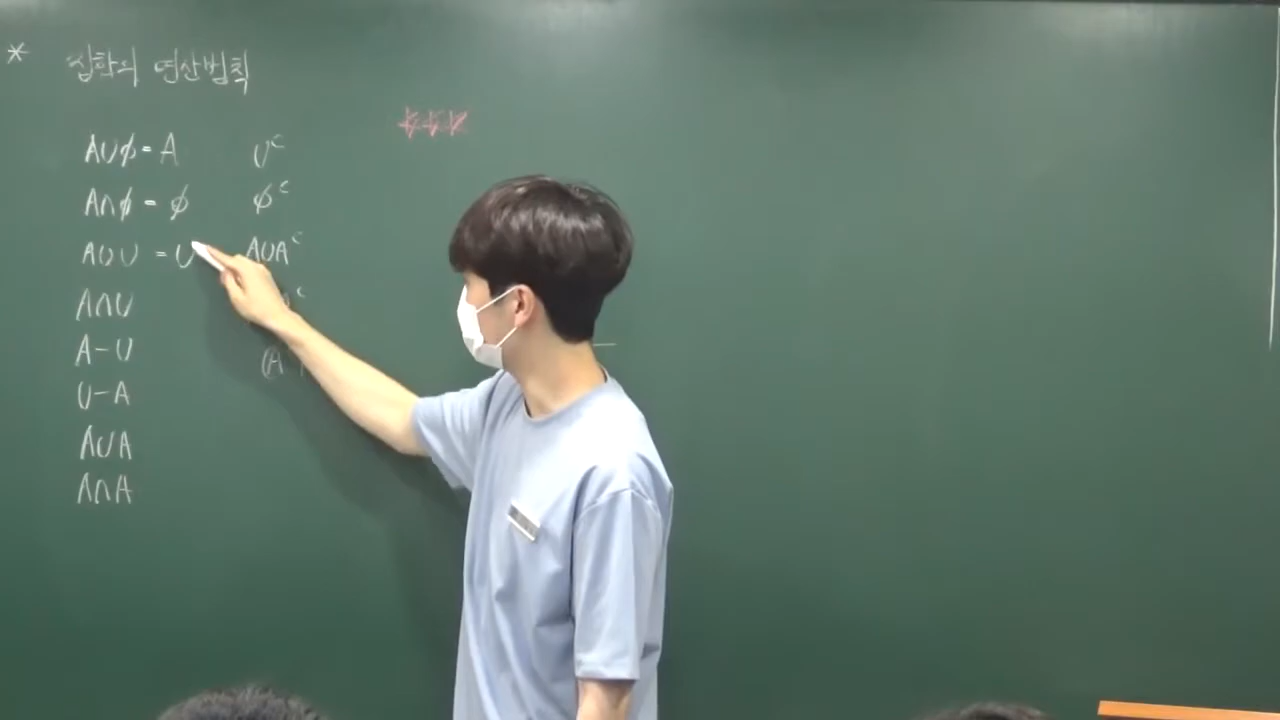 * 집합의 연산법칙
A∪φ = A
A∩φ = φ
A∪U = U
A∩U
A-U
U-A
A∪A
A∩A
U^c
φ^c
A∪A^c
(A